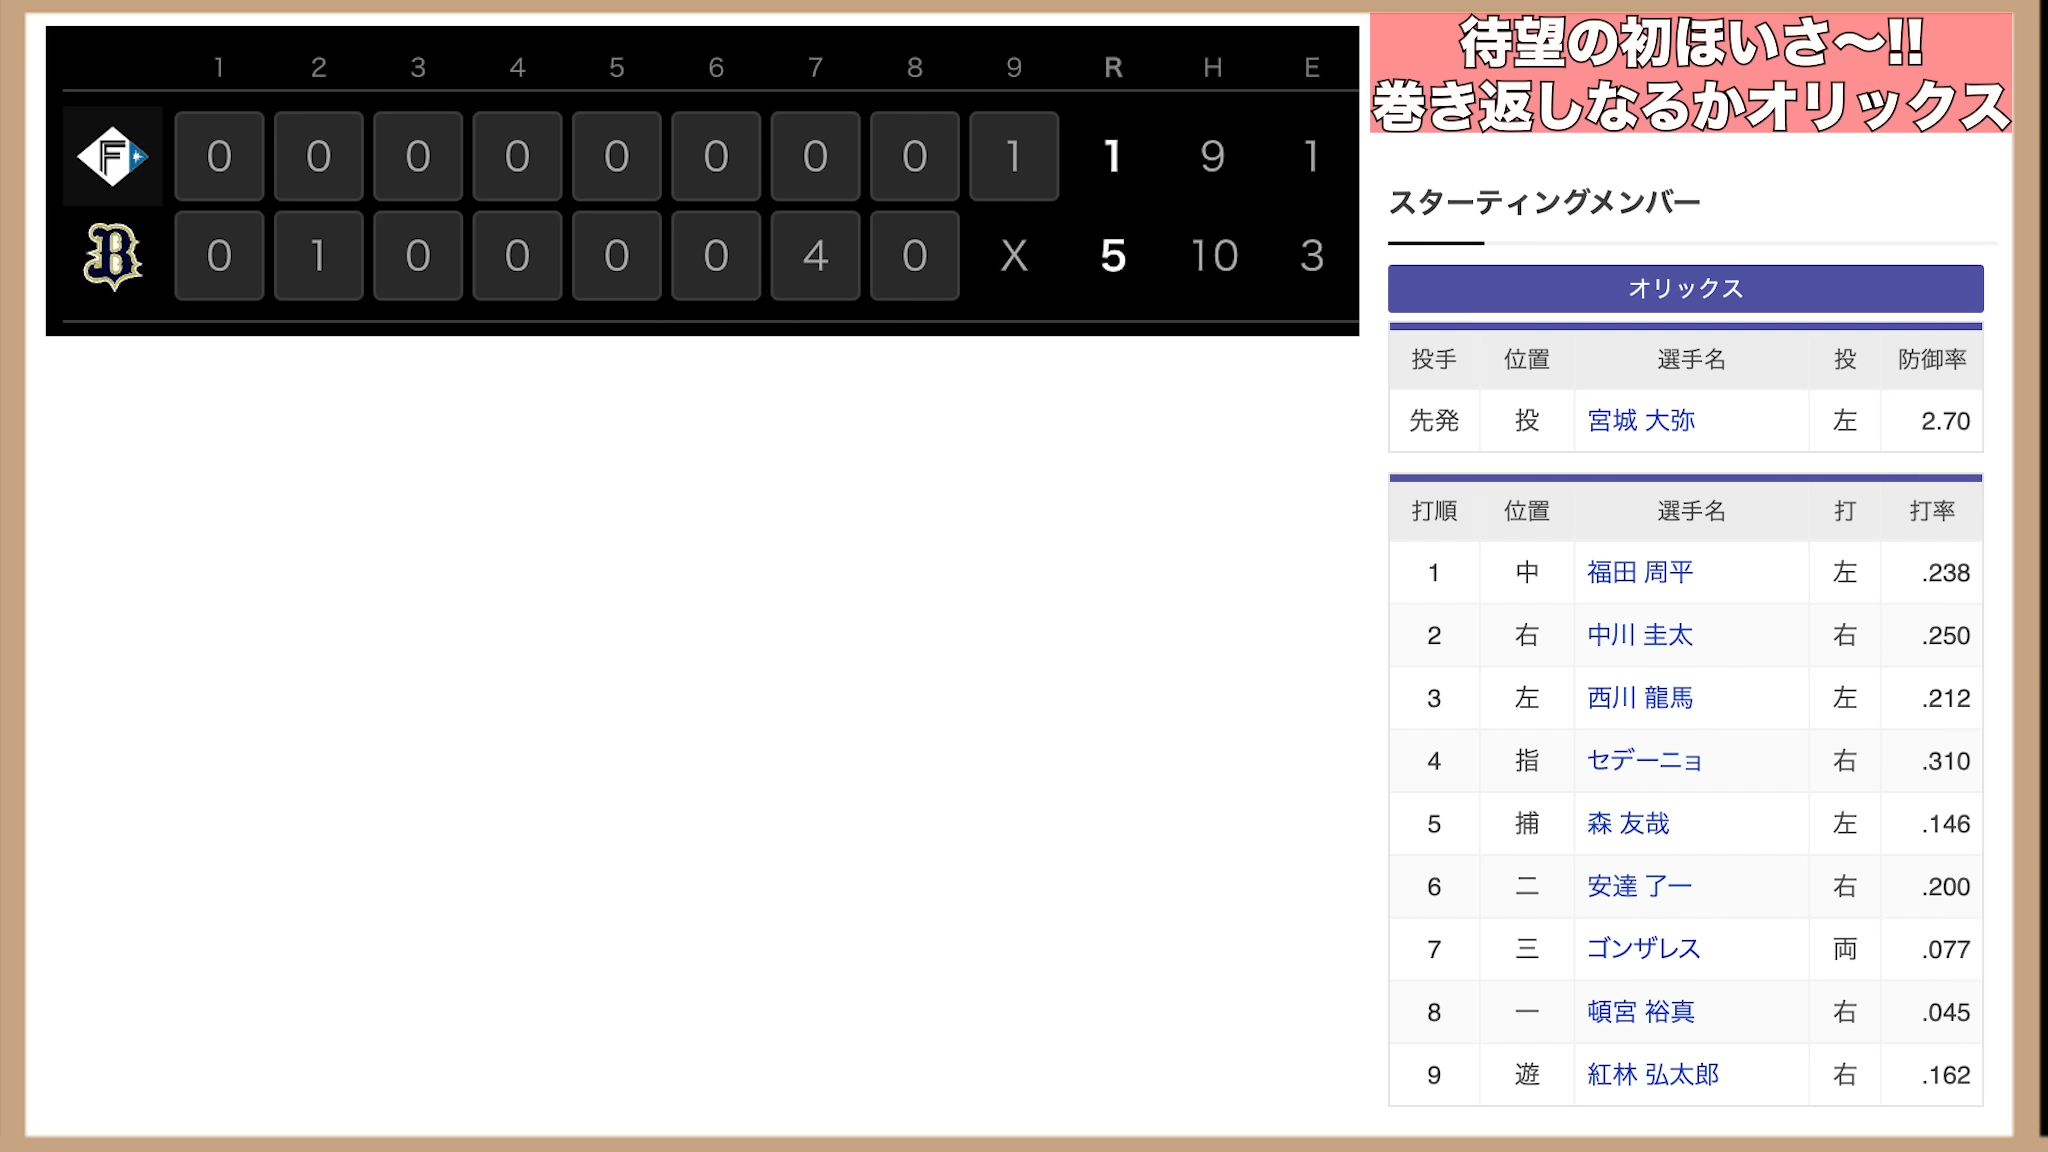 1 2 3 4 5 6 7 8 9 R H E
F 0 0 0 0 0 0 0 0 1 1 9 1
B 0 1 0 0 0 0 4 0 X 5 10 3
待望の初ほいさ〜!!
巻き返しなるかオリックス
スターティングメンバー
オリックス
投手 位置 選手名 投 防御率
先発 投 宮城 大弥 左 2.70
打順 位置 選手名 打 打率
1 中 福田 周平 左 .238
2 右 中川 圭太 右 .250
3 左 西川 龍馬 左 .212
4 指 セデーニョ 右 .310
5 捕 森 友哉 左 .146
6 二 安達 了一 右 .200
7 三 ゴンザレス 両 .077
8 一 頓宮 裕真 右 .045
9 遊 紅林 弘太郎 右 .162